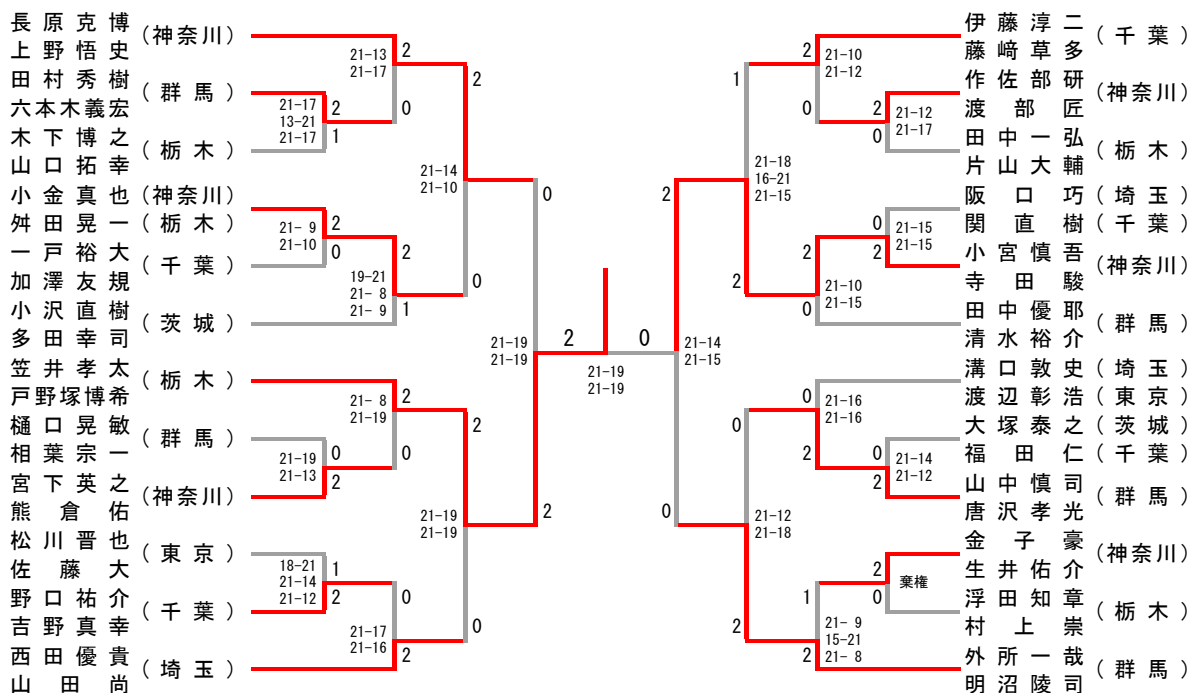 長原克博 (神奈川)
上野悟史
田村秀樹 (群馬)
六本木義宏
木下博之 (栃木)
山口拓幸
小金真也 (神奈川)
舛田晃一 (栃木)
一戸裕大 (千葉)
加澤友規
小沢直樹 (茨城)
多田幸司
笠井孝太 (栃木)
戸野塚博希
樋口晃敏 (群馬)
相葉宗一
宮下英之 (神奈川)
熊倉佑
松川晋也 (東京)
佐藤大
野口祐介 (千葉)
吉野真幸
西田優貴 (埼玉)
山田尚
21-13
21-17
2
0
21-17
13-21
21-17
2
1
21-14
21-10
2
0
21- 9
21-10
2
0
19-21
21- 8
21- 9
2
1
21-19
21-19
0
2
21- 8
21-19
2
0
21-19
21-13
0
2
21-19
21-19
2
0
18-21
21-14
21-12
1
2
21-17
21-16
0
2
2
0
21-19
21-19
21-14
21-15
2
0
21-18
16-21
21-15
1
2
21-10
21-12
2
0
21-12
21-17
2
0
21-15
21-15
0
2
21-10
21-15
2
0
21-12
21-18
0
2
21-16
21-16
0
2
21-14
21-12
0
2
棄権
2
0
21- 9
15-21
21- 8
1
2
伊藤淳二 (千葉)
藤﨑草多
作佐部研 (神奈川)
渡部匠
田中一弘 (栃木)
片山大輔
阪口巧 (埼玉)
関直樹 (千葉)
小宮慎吾 (神奈川)
寺田駿
田中優耶 (群馬)
清水裕介
溝口敦史 (埼玉)
渡辺彰浩 (東京)
大塚泰之 (茨城)
福田仁 (千葉)
山中慎司 (群馬)
唐沢孝光
金子豪 (神奈川)
生井佑介
浮田知章 (栃木)
村上崇
外所一哉 (群馬)
明沼陵司